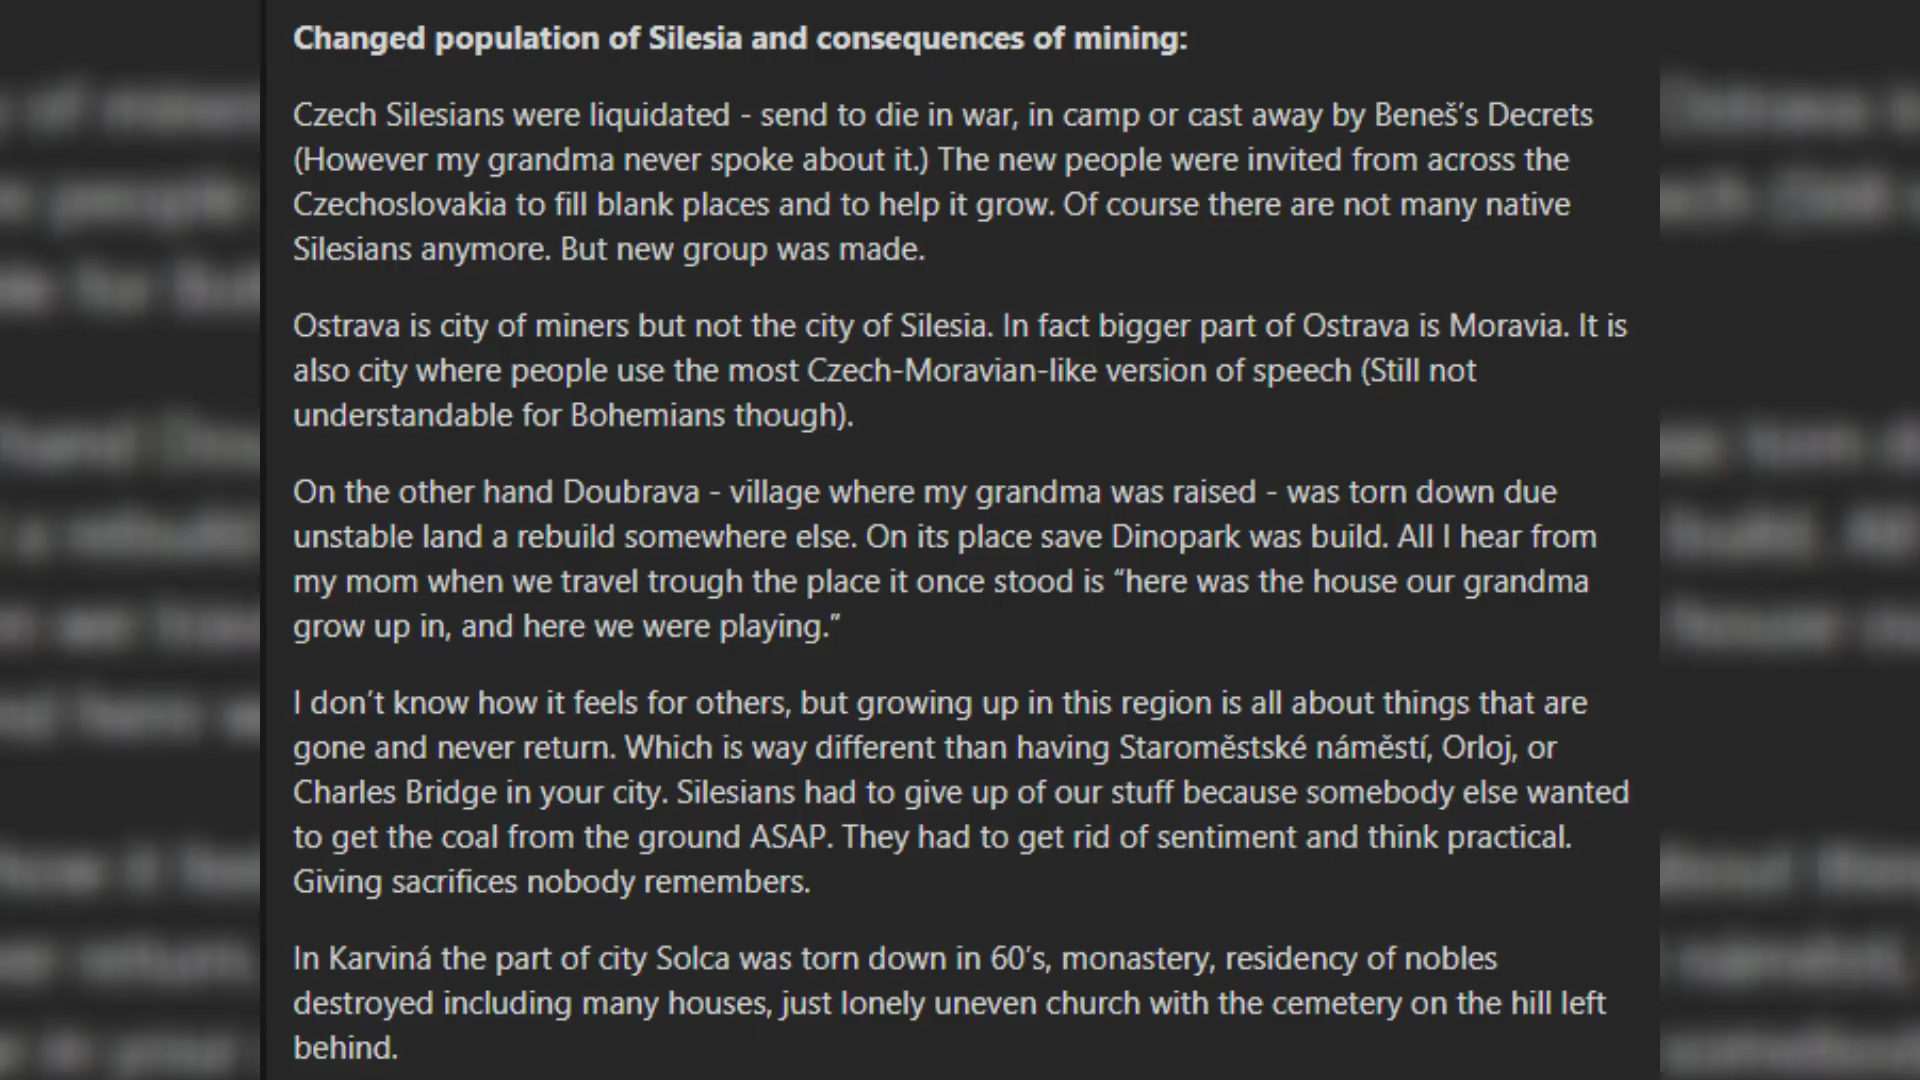 Changed population of Silesia and consequences of mining:
Czech Silesians were liquidated - send to die in war, in camp or cast away by Beneš’s Decrets
(However my grandma never spoke about it.) The new people were invited from across the
Czechoslovakia to fill blank places and to help it grow. Of course there are not many native
Silesians anymore. But new group was made.
Ostrava is city of miners but not the city of Silesia. In fact bigger part of Ostrava is Moravia. It is
also city where people use the most Czech-Moravian-like version of speech (Still not
understandable for Bohemians though).
On the other hand Doubrava - village where my grandma was raised - was torn down due
unstable land a rebuild somewhere else. On its place save Dinopark was build. All I hear from
my mom when we travel trough the place it once stood is “here was the house our grandma
grow up in, and here we were playing.”
I don’t know how it feels for others, but growing up in this region is all about things that are
gone and never return. Which is way different than having Staroměstské náměstí, Orloj, or
Charles Bridge in your city. Silesians had to give up of our stuff because somebody else wanted
to get the coal from the ground ASAP. They had to get rid of sentiment and think practical.
Giving sacrifices nobody remembers.
In Karviná the part of city Solca was torn down in 60’s, monastery, residency of nobles
destroyed including many houses, just lonely uneven church with the cemetery on the hill left
behind.